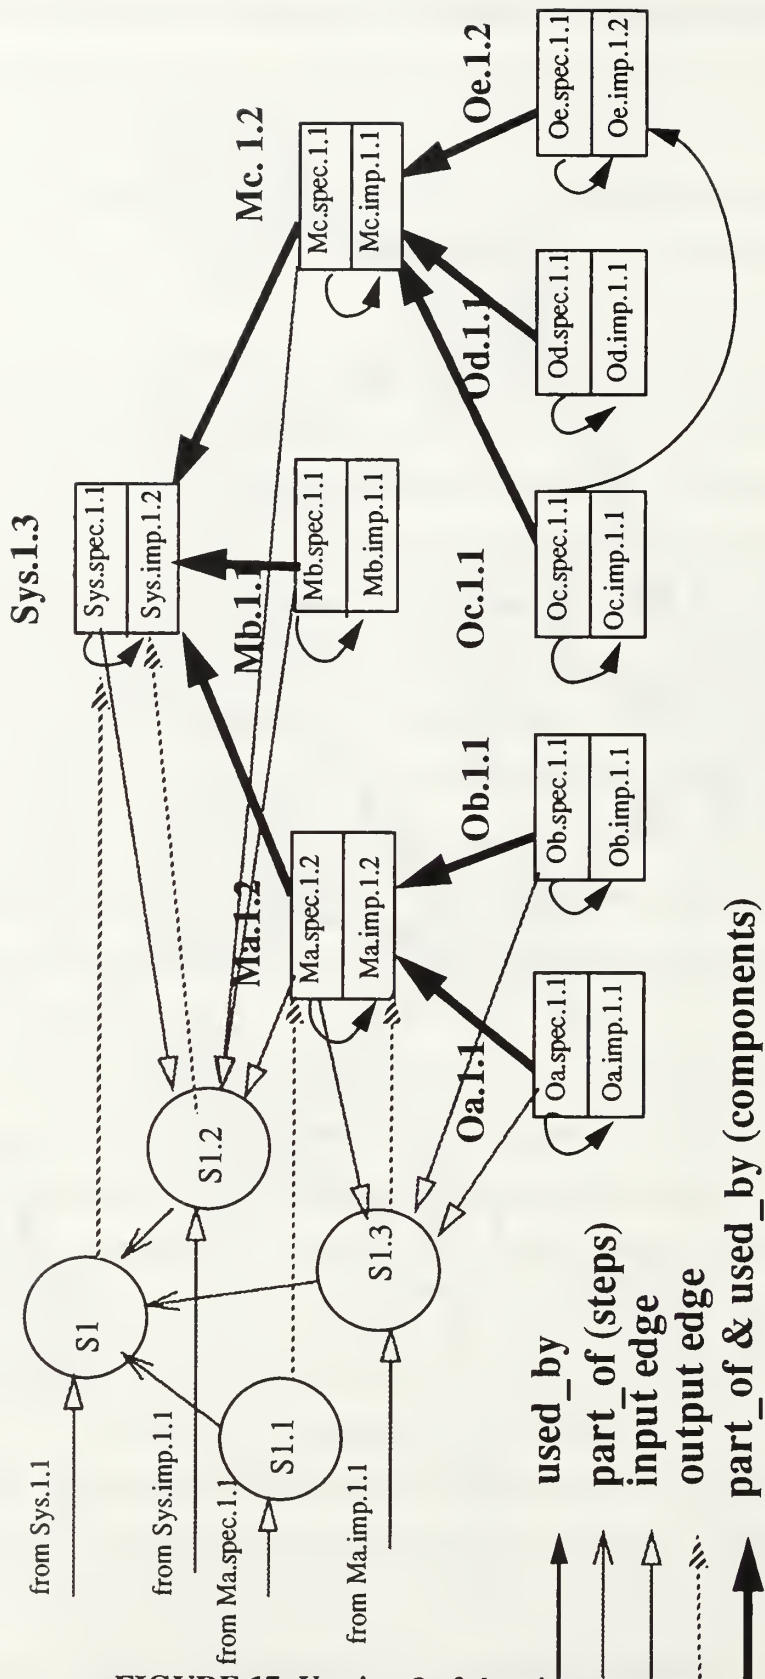 Sys.1.3
Sys.spec.1.1
Sys.imp.1.2
Ma.1.2
Ma.spec.1.2
Ma.imp.1.2
Mb.1.1
Mb.spec.1.1
Mb.imp.1.1
Mc. 1.2
Mc.spec.1.1
Mc.imp.1.1
Oa.1.1
Oa.spec.1.1
Oa.imp.1.1
Ob.1.1
Ob.spec.1.1
Ob.imp.1.1
Oc.1.1
Oc.spec.1.1
Oc.imp.1.1
Od.1.1
Od.spec.1.1
Od.imp.1.1
Oe.1.2
Oe.spec.1.1
Oe.imp.1.2
S1
S1.1
S1.2
S1.3
from Sys.1.1
from Sys.imp.1.1
from Ma.spec.1.1
from Ma.imp.1.1
used_by
part_of (steps)
input edge
output edge
part_of & used_by (components)